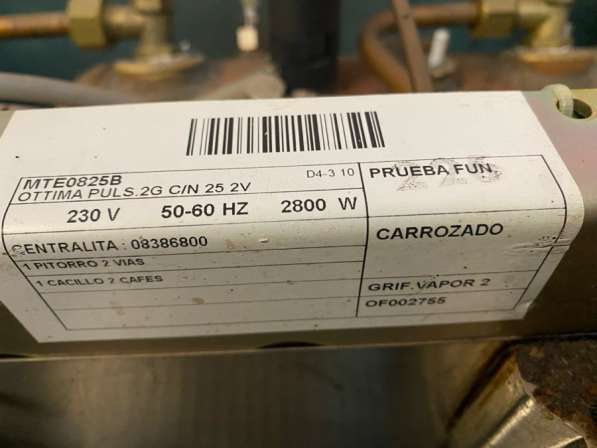 MTE0825B
D4-3 10
OTTIMA PULS.2G C/N 25 2V
230 V 50-60 HZ 2800 W
CENTRALITA : 08386800
1 PITORRO 2 VIAS
1 CACILLO 2 CAFES
PRUEBA FUN.
CARROZADO
GRIF.VAPOR 2
OF002755